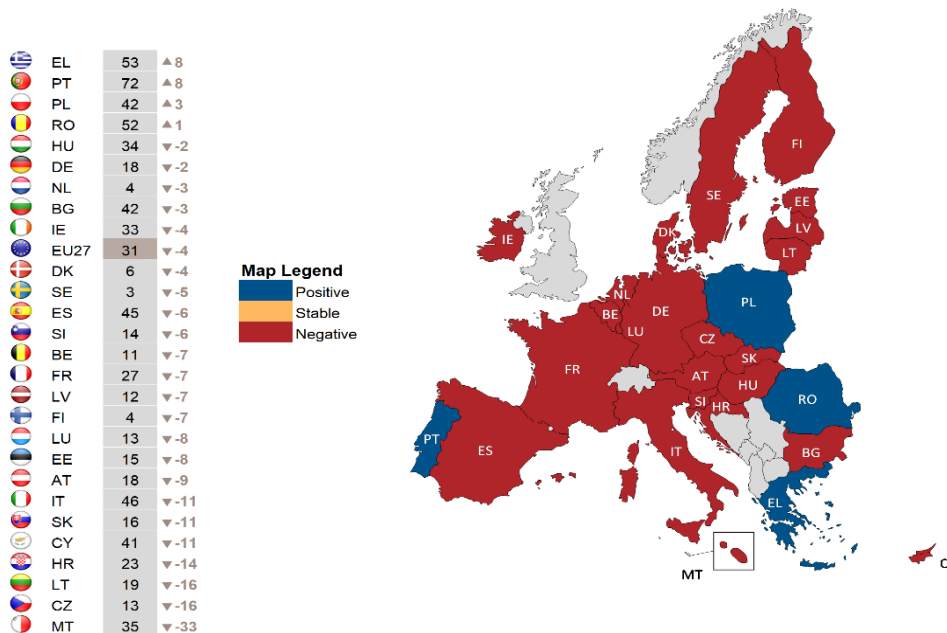 EL 53 ▲8
PT 72 ▲8
PL 42 ▲3
RO 52 ▲1
HU 34 ▼-2
DE 18 ▼-2
NL 4 ▼-3
BG 42 ▼-3
IE 33 ▼-4
EU27 31 ▼-4
DK 6 ▼-4
SE 3 ▼-5
ES 45 ▼-6
SI 14 ▼-6
BE 11 ▼-7
FR 27 ▼-7
LV 12 ▼-7
FI 4 ▼-7
LU 13 ▼-8
EE 15 ▼-8
AT 18 ▼-9
IT 46 ▼-11
SK 16 ▼-11
CY 41 ▼-11
HR 23 ▼-14
LT 19 ▼-16
CZ 13 ▼-16
MT 35 ▼-33
Map Legend
Positive
Stable
Negative
FI
SE
EE
LV
LT
DK
IE
NL
BE
DE
LU
PL
CZ
SK
FR
AT
HU
SI
HR
RO
PT
ES
IT
BG
EL
MT
C